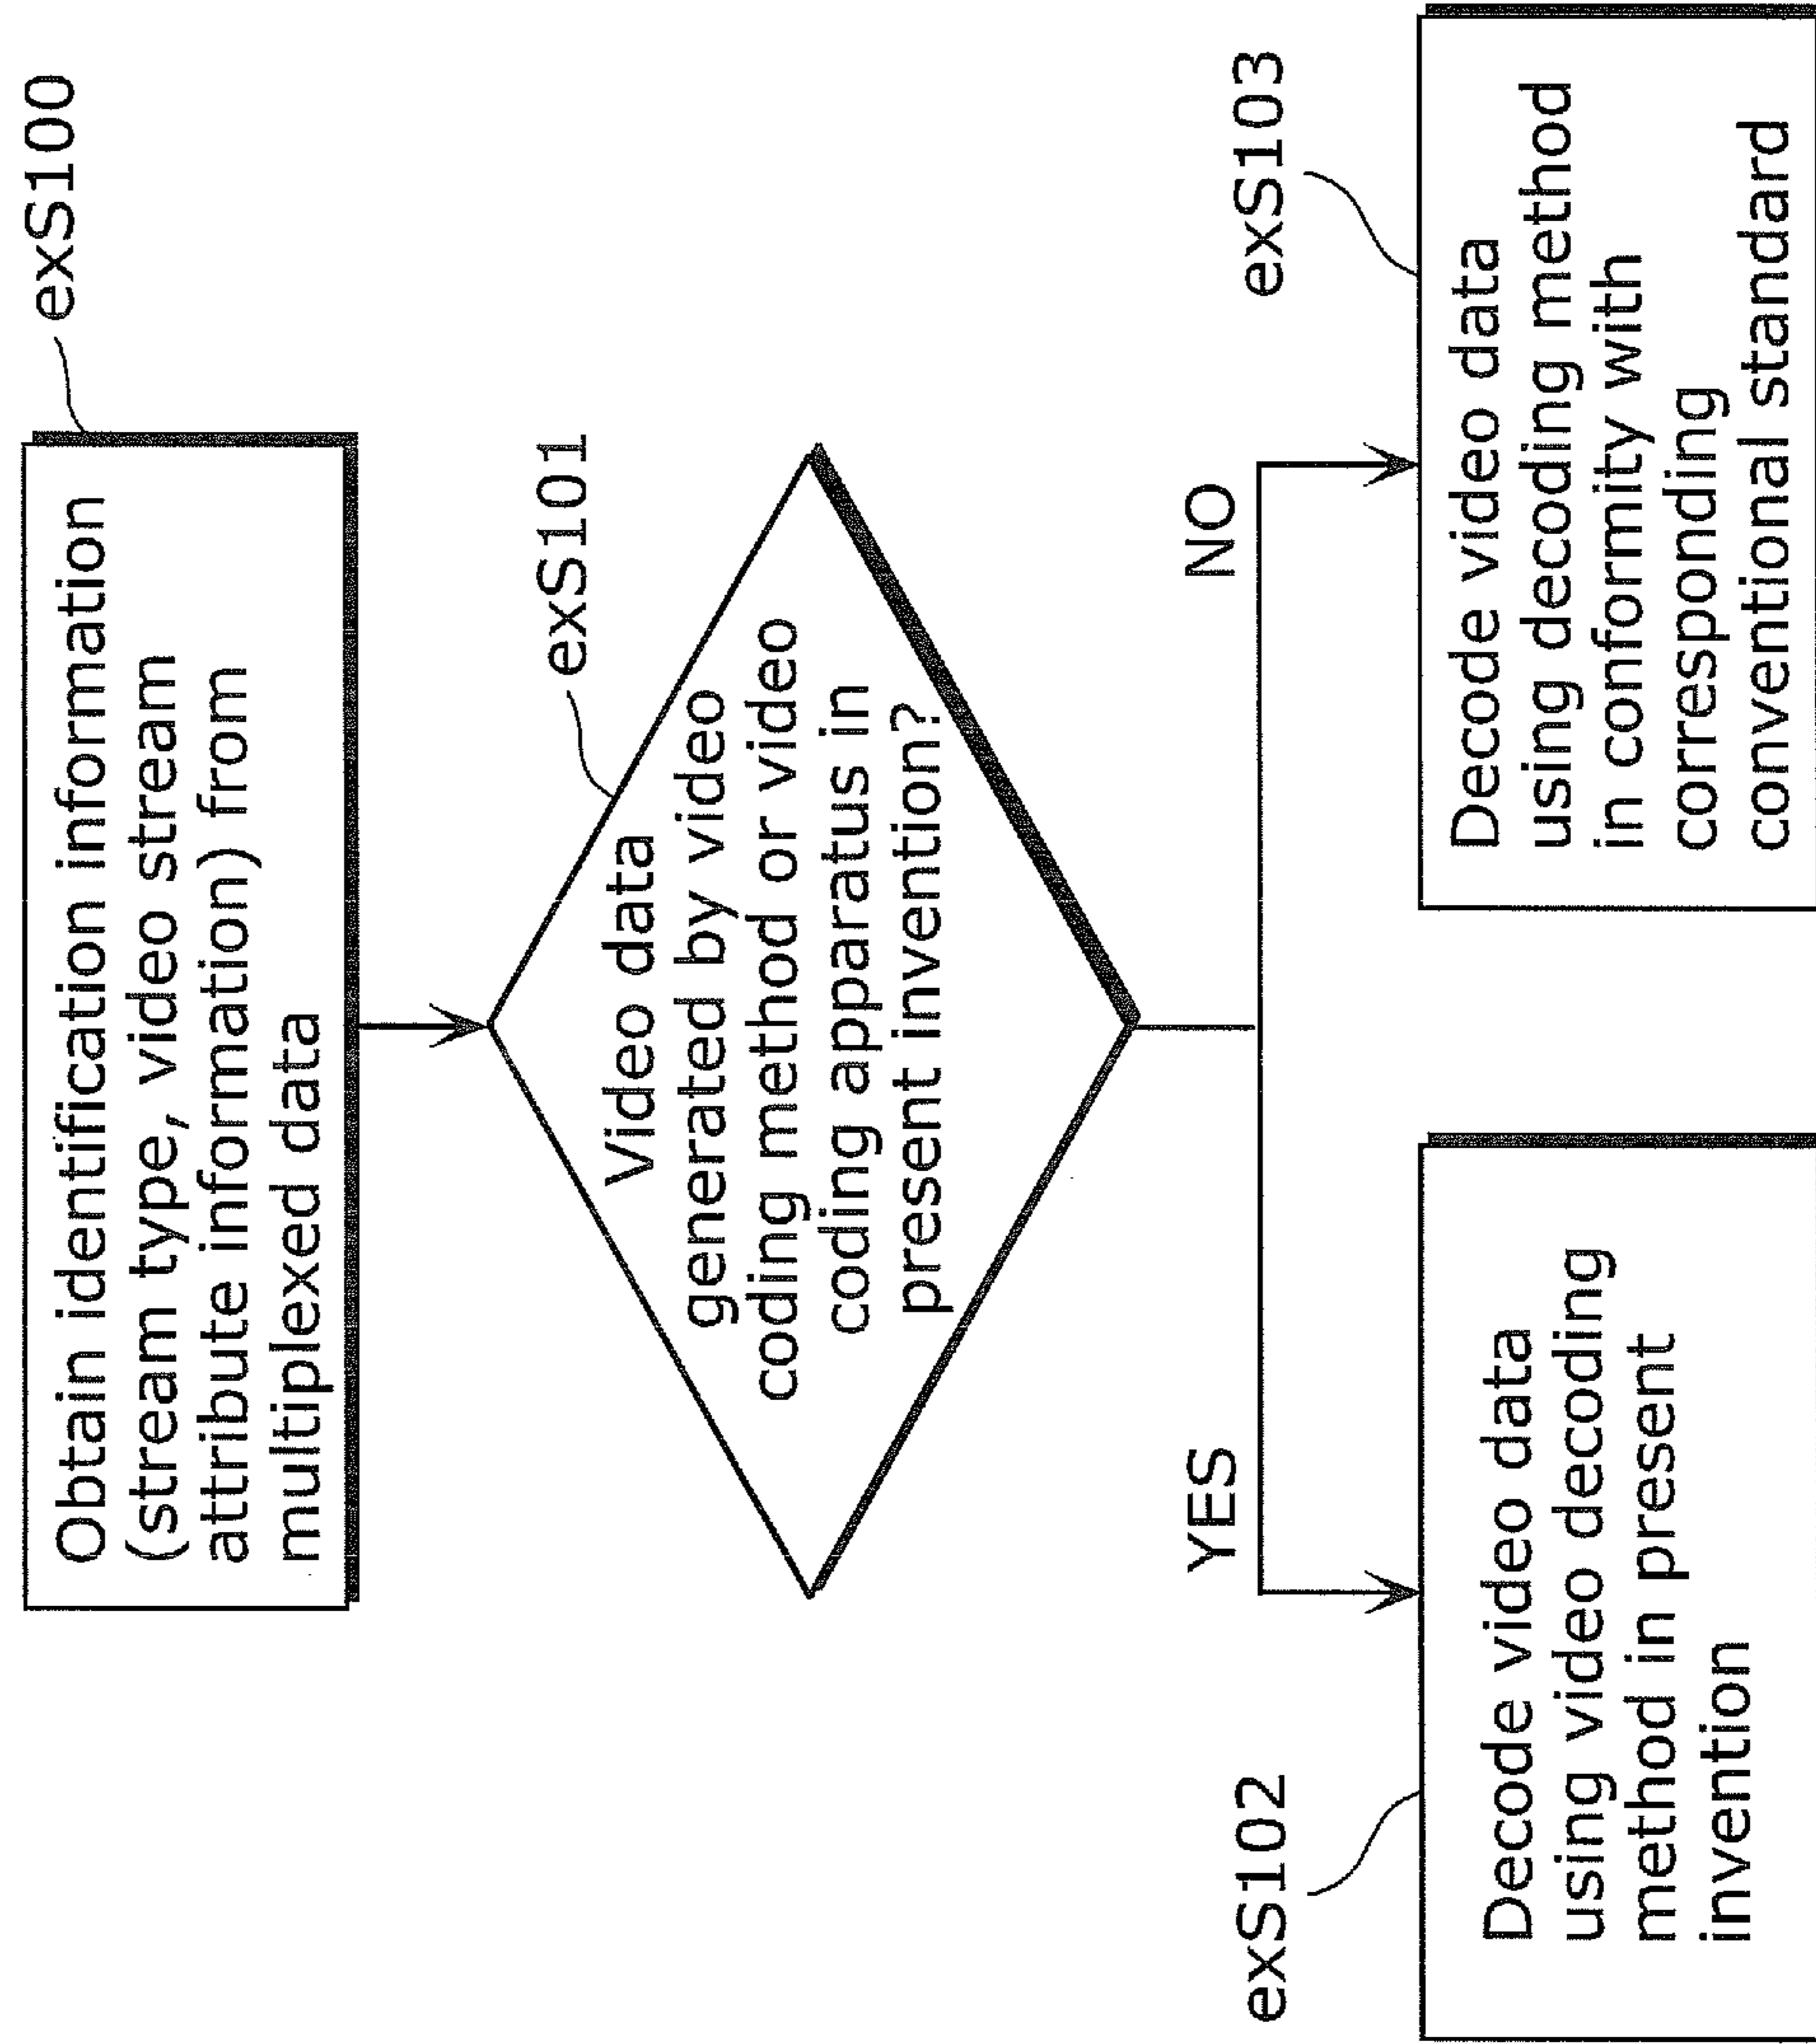 exS100
Obtain identification information
(stream type, video stream
attribute information) from
multiplexed data
exS101
Video data
generated by video
coding method or video
coding apparatus in
present invention?
YES
NO
exS102
Decode video data
using video decoding
method in present
invention
exS103
Decode video data
using decoding method
in conformity with
corresponding
conventional standard